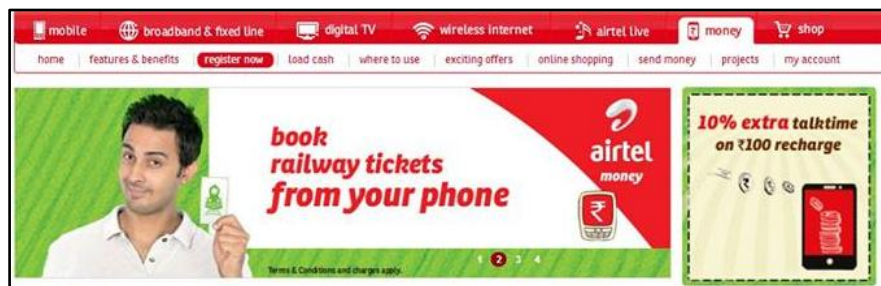 mobile broadband & fixed line digital TV wireless internet airtel live money shop
home features & benefits register now load cash where to use exciting offers online shopping send money projects my account
book
railway tickets
from your phone
airtel
money
₹
Terms & Conditions and charges apply.
1 2 3 4
10% extra talktime
on ₹100 recharge